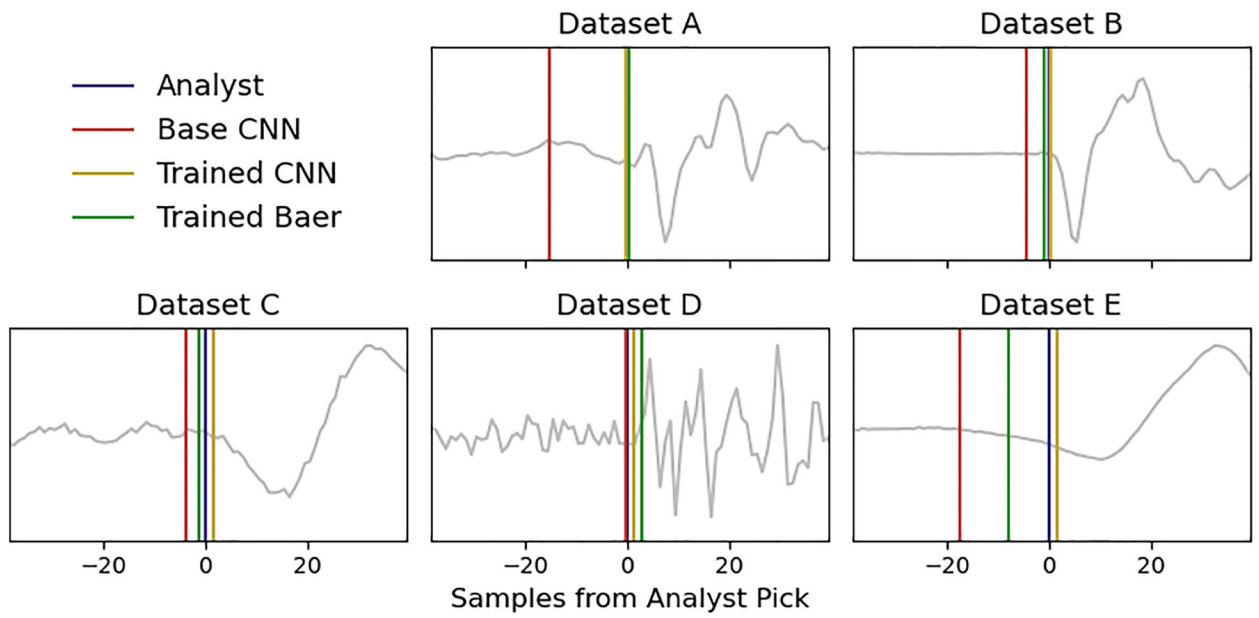 Analyst
Base CNN
Trained CNN
Trained Baer
Dataset A
Dataset B
Dataset C
−20
0
20
Dataset D
−20
0
20
Dataset E
−20
0
20
Samples from Analyst Pick